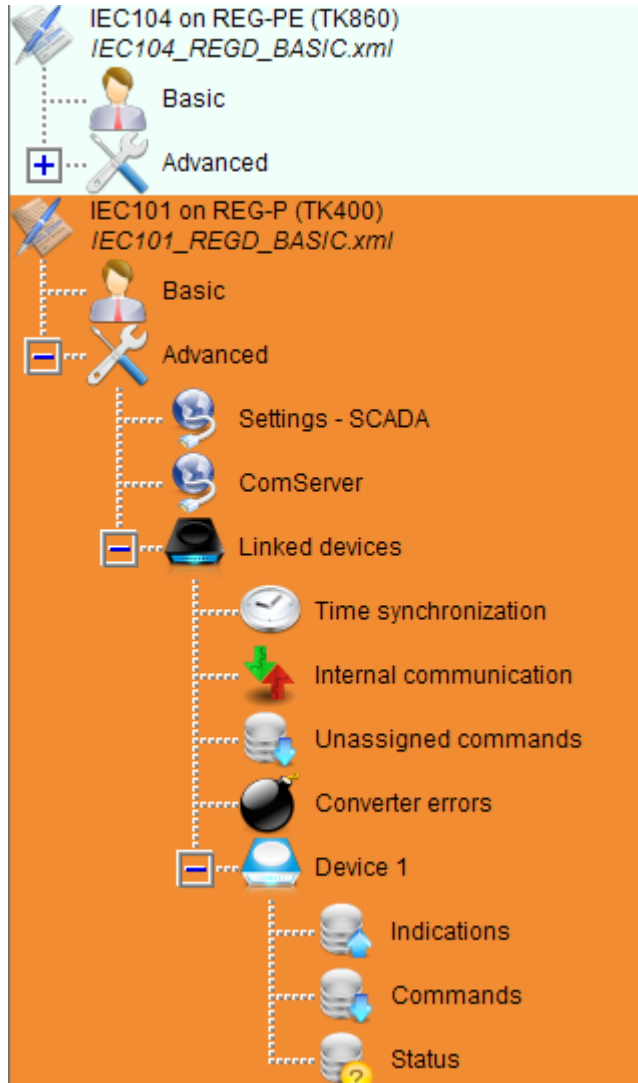 IEC104 on REG-PE (TK860)
IEC104_REGD_BASIC.xml
Basic
Advanced
IEC101 on REG-P (TK400)
IEC101_REGD_BASIC.xml
Basic
Advanced
Settings - SCADA
ComServer
Linked devices
Time synchronization
Internal communication
Unassigned commands
Converter errors
Device 1
Indications
Commands
Status